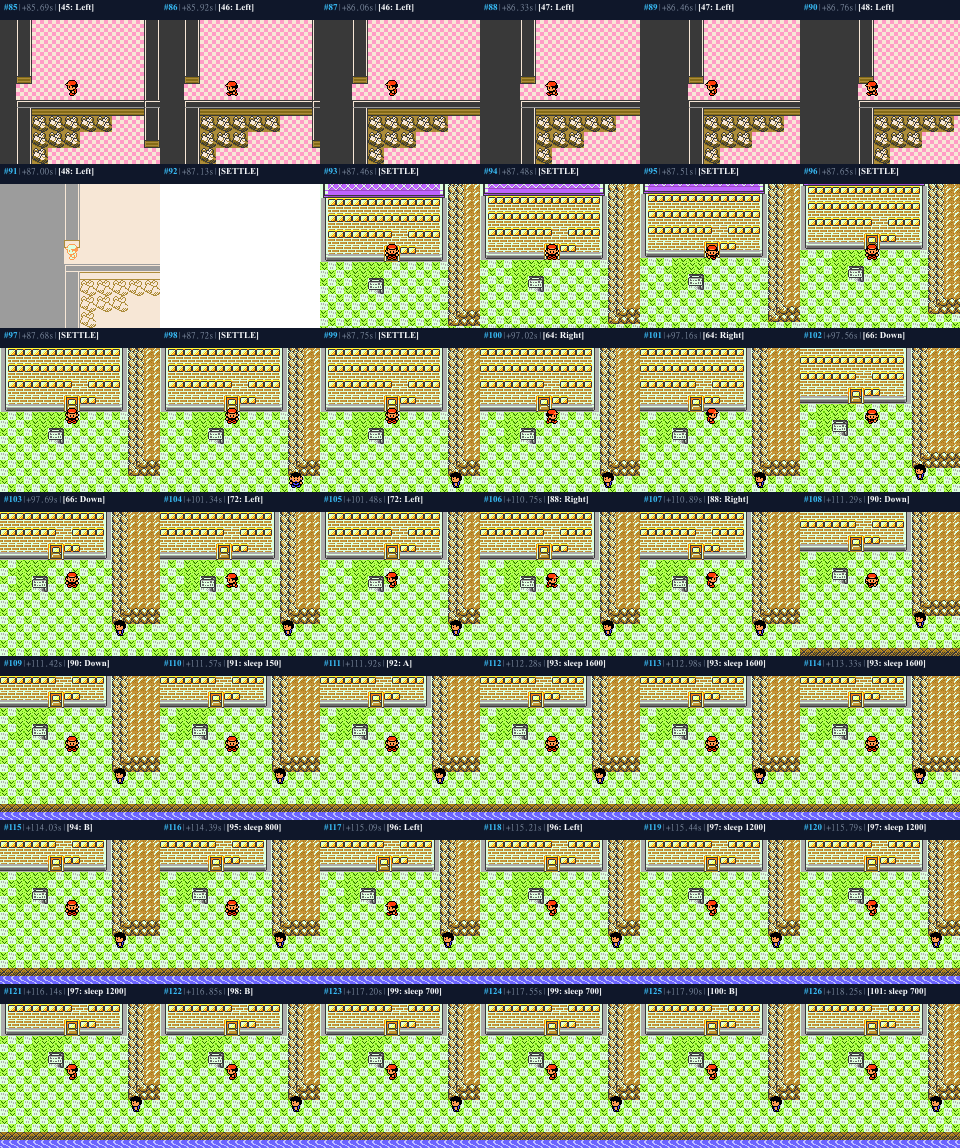 #85|+85.69s|[45: Left] #86|+85.92s|[46: Left] #87|+86.06s|[46: Left] #88|+86.33s|[47: Left] #89|+86.46s|[47: Left] #90|+86.76s|[48: Left]
#91|+87.00s|[48: Left] #92|+87.13s|[SETTLE] #93|+87.46s|[SETTLE] #94|+87.48s|[SETTLE] #95|+87.51s|[SETTLE] #96|+87.65s|[SETTLE]
#97|+87.68s|[SETTLE] #98|+87.72s|[SETTLE] #99|+87.75s|[SETTLE] #100|+97.02s|[64: Right] #101|+97.16s|[64: Right] #102|+97.56s|[66: Down]
#103|+97.69s|[66: Down] #104|+101.34s|[72: Left] #105|+101.48s|[72: Left] #106|+110.75s|[88: Right] #107|+110.89s|[88: Right] #108|+111.29s|[90: Down]
#109|+111.42s|[90: Down] #110|+111.57s|[91: sleep 150] #111|+111.92s|[92: A] #112|+112.28s|[93: sleep 1600] #113|+112.98s|[93: sleep 1600] #114|+113.33s|[93: sleep 1600]
#115|+114.03s|[94: B] #116|+114.39s|[95: sleep 800] #117|+115.09s|[96: Left] #118|+115.21s|[96: Left] #119|+115.44s|[97: sleep 1200] #120|+115.79s|[97: sleep 1200]
#121|+116.14s|[97: sleep 1200] #122|+116.85s|[98: B] #123|+117.20s|[99: sleep 700] #124|+117.55s|[99: sleep 700] #125|+117.90s|[100: B] #126|+118.25s|[101: sleep 700]